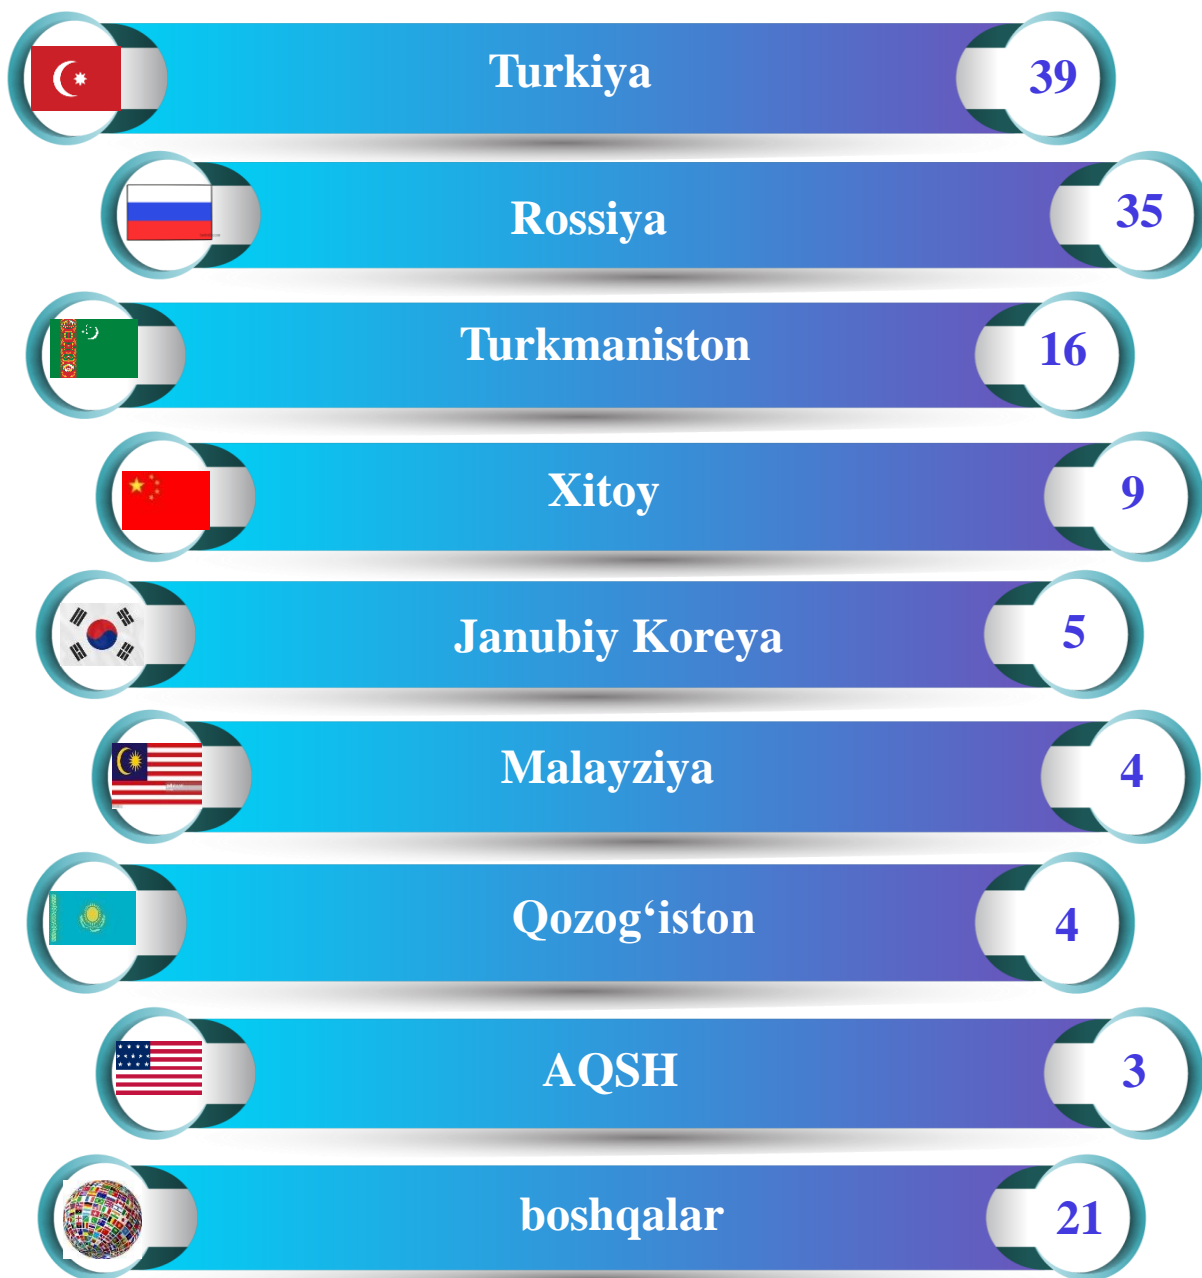 Turkiya 39
Rossiya 35
Turkmaniston 16
Xitoy 9
Janubiy Koreya 5
Malayziya 4
Qozog‘iston 4
AQSH 3
boshqalar 21